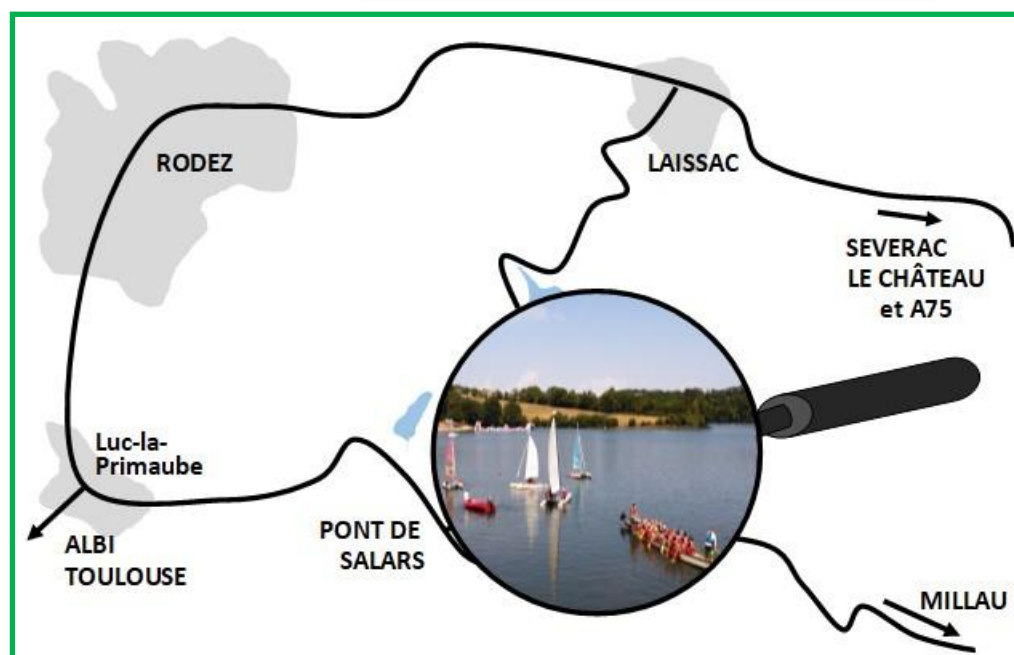 RODEZ
LAISSAC
SEVERAC
LE CHÂTEAU
et A75
Luc-la-
Primaube
ALBI
TOULOUSE
PONT DE
SALARS
MILLAU